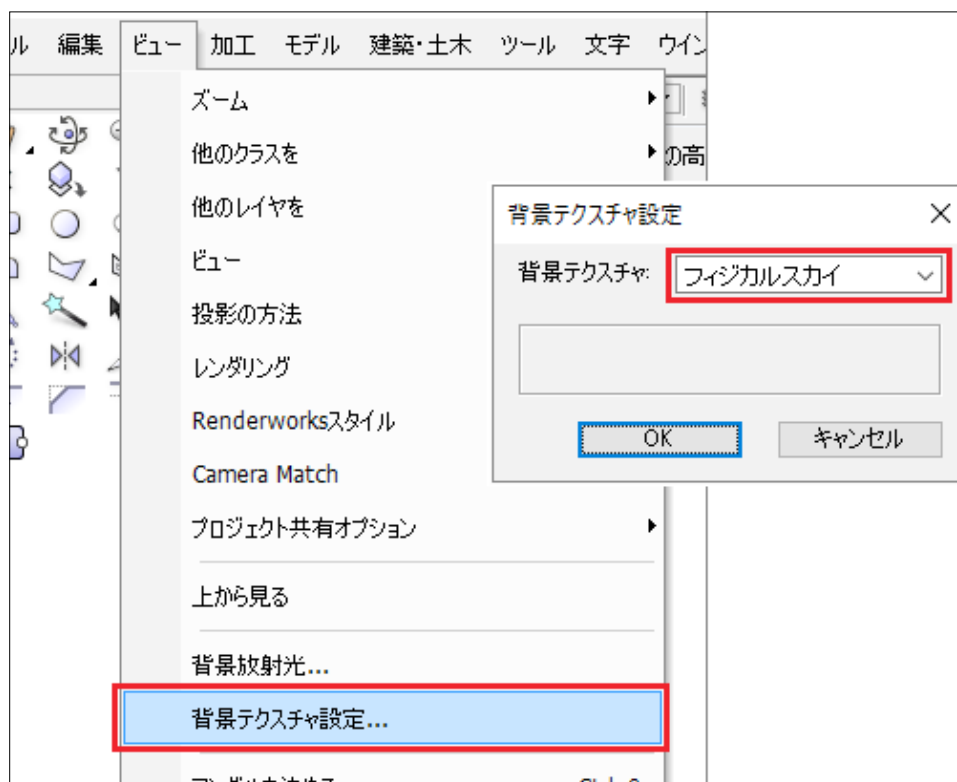 ル 編集 ビュー 加工 モデル 建築・土木 ツール 文字 ウイン
ズーム
他のクラスを
の高
他のレイヤを
ビュー
投影の方法
レンダリング
Renderworksスタイル
Camera Match
プロジェクト共有オプション
上から見る
背景放射光...
背景テクスチャ設定...
背景テクスチャ設定
背景テクスチャ:
フィジカルスカイ
OK
キャンセル